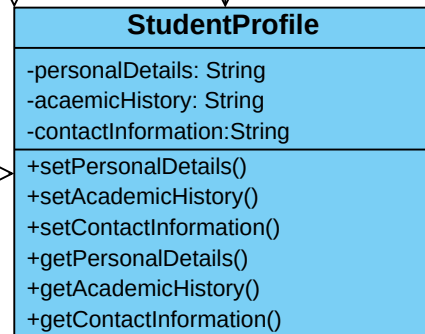 StudentProfile
-personalDetails: String
-acaemicHistory: String
-contactInformation:String
+setPersonalDetails()
+setAcademicHistory()
+setContactInformation()
+getPersonalDetails()
+getAcademicHistory()
+getContactInformation()